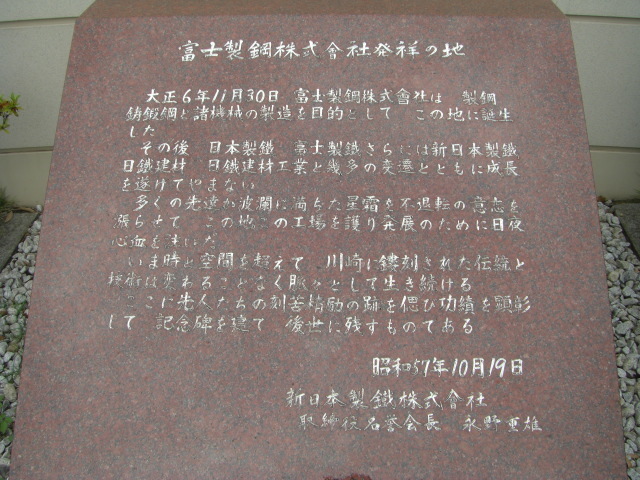 富士製鋼株式會社発祥の地
大正6年11月30日 富士製鋼株式會社は 製鋼
鋳鍛鋼と諸機械の製造を目的として この地に誕生
した
その後 日本製鐵 富士製鐵さらには新日本製鐵
日鐵建材 日鐵建材工業と幾多の変遷とともに成長
を遂げてやまない
多くの先達が波瀾に満ちた星霜を不退転の意志を
漲らせて この地この工場を護り発展のために日夜
心血を注いだ
いま時と空間を超えて 川崎に鏤刻された伝統と
技術は変わることなく脈々として生き続ける
ここに先人たちの刻苦精励の跡を偲び功績を顕彰
して 記念碑を建て 後世に残すものである
昭和57年10月19日
新日本製鐵株式會社
取締役名誉会長 永野重雄